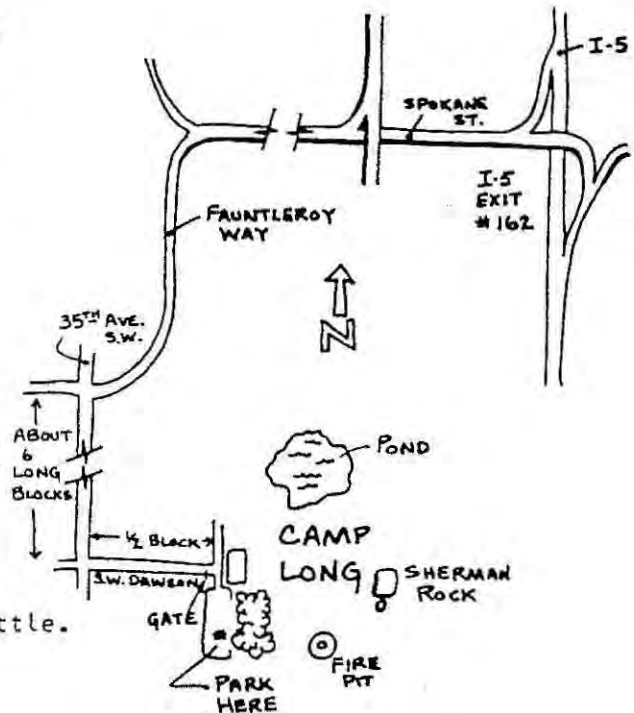 I-5
SPOKANE
ST.
I-5
EXIT
#162
FAUNTLEROY
WAY
N
35TH AVE.
S.W.
ABOUT
6
LONG
BLOCKS
POND
½ BLOCK
CAMP
LONG
SHERMAN
ROCK
S.W. DAWSON
GATE
ttle.
FIRE
PIT
PARK
HERE